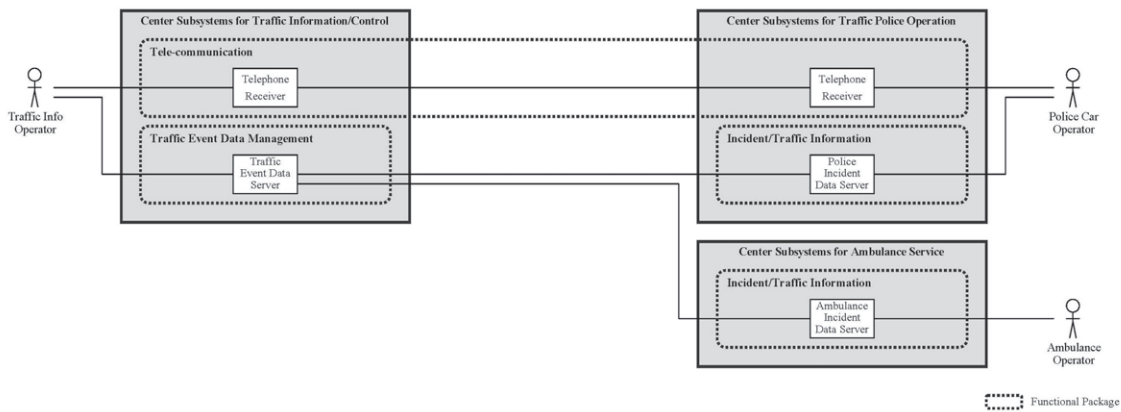 Center Subsystems for Traffic Information/Control
Tele-communication
Telephone
Receiver
Traffic Info
Operator
Traffic Event Data Management
Traffic
Event Data
Server
Center Subsystems for Traffic Police Operation
Telephone
Receiver
Police Car
Operator
Incident/Traffic Information
Police
Incident
Data Server
Center Subsystems for Ambulance Service
Incident/Traffic Information
Ambulance
Incident
Data Server
Ambulance
Operator
Functional Package